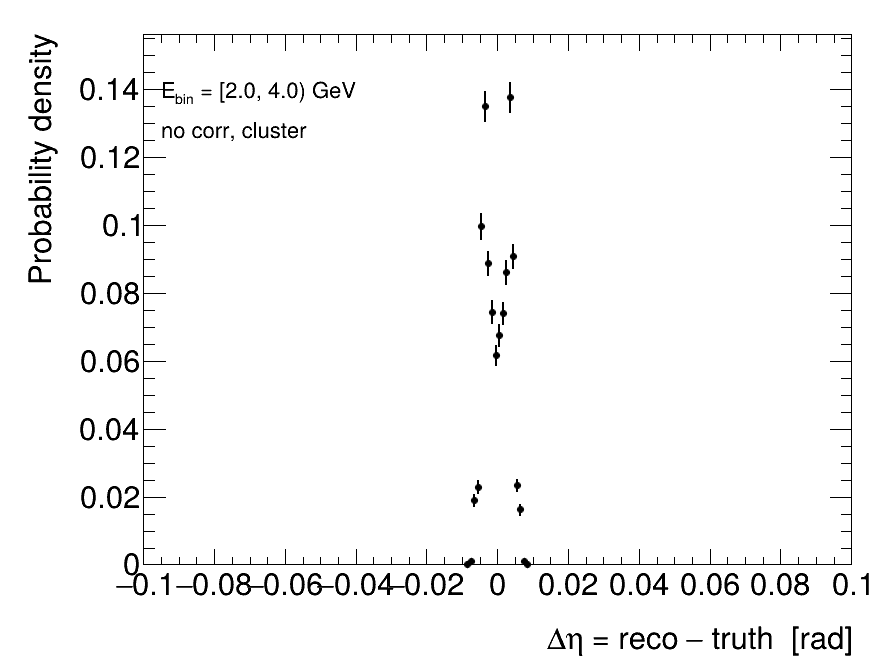 Probability density
0.14
0.12
0.1
0.08
0.06
0.04
0.02
0
E_bin = [2.0, 4.0) GeV
no corr, cluster
−0.1 −0.08 −0.06 −0.04 −0.02 0 0.02 0.04 0.06 0.08 0.1
Δη = reco − truth [rad]